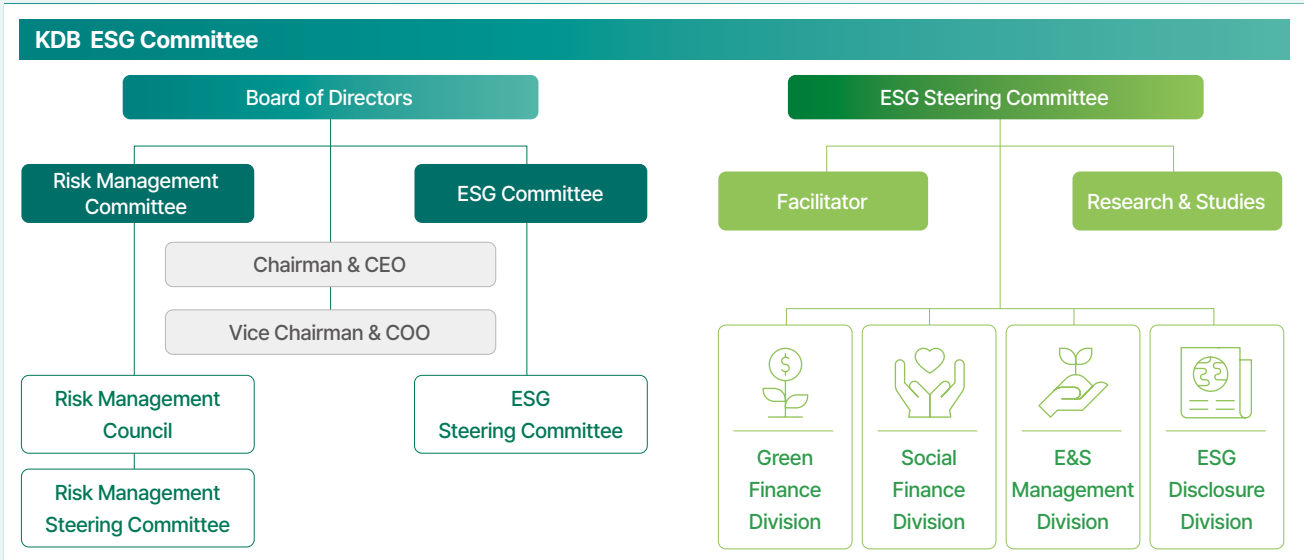 KDB ESG Committee
Board of Directors
Risk Management
Committee
ESG Committee
Chairman & CEO
Vice Chairman & COO
Risk Management
Council
ESG
Steering Committee
Risk Management
Steering Committee
ESG Steering Committee
Facilitator
Research & Studies
$
Green
Finance
Division
Social
Finance
Division
E&S
Management
Division
ESG
Disclosure
Division